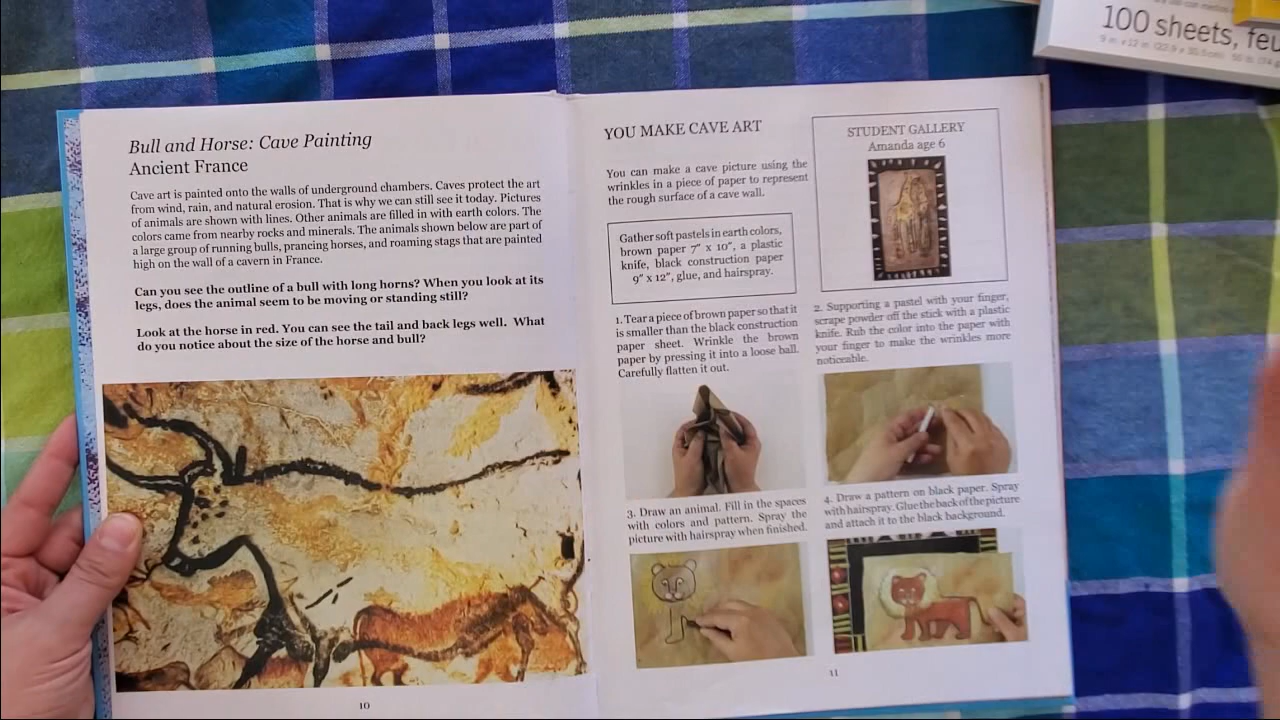 Bull and Horse: Cave Painting
Ancient France
Cave art is painted onto the walls of underground chambers. Caves protect the art
from wind, rain, and natural erosion. That is why we can still see it today. Pictures
of animals are shown with lines. Other animals are filled in with earth colors. The
colors came from nearby rocks and minerals. The animals shown below are part of
a large group of running bulls, prancing horses, and roaming stags that are painted
high on the wall of a cavern in France.
Can you see the outline of a bull with long horns? When you look at its
legs, does the animal seem to be moving or standing still?
Look at the horse in red. You can see the tail and back legs well. What
do you notice about the size of the horse and bull?
10
YOU MAKE CAVE ART
You can make a cave picture using the
wrinkles in a piece of paper to represent
the rough surface of a cave wall.
Gather soft pastels in earth colors,
brown paper 7" x 10", a plastic
knife, black construction paper
9" x 12", glue, and hairspray.
STUDENT GALLERY
Amanda age 6
1. Tear a piece of brown paper so that it
is smaller than the black construction
paper sheet. Wrinkle the brown
paper by pressing it into a loose ball.
Carefully flatten it out.
2. Supporting a pastel with your finger,
scrape powder off the stick with a plastic
knife. Rub the color into the paper with
your finger to make the wrinkles more
noticeable.
3. Draw an animal. Fill in the spaces
with colors and pattern. Spray the
picture with hairspray when finished.
4. Draw a pattern on black paper. Spray
with hairspray. Glue the back of the picture
and attach it to the black background.
11
100 sheets, feu
9 in x 12 in (22.9 x 30.5 cm)